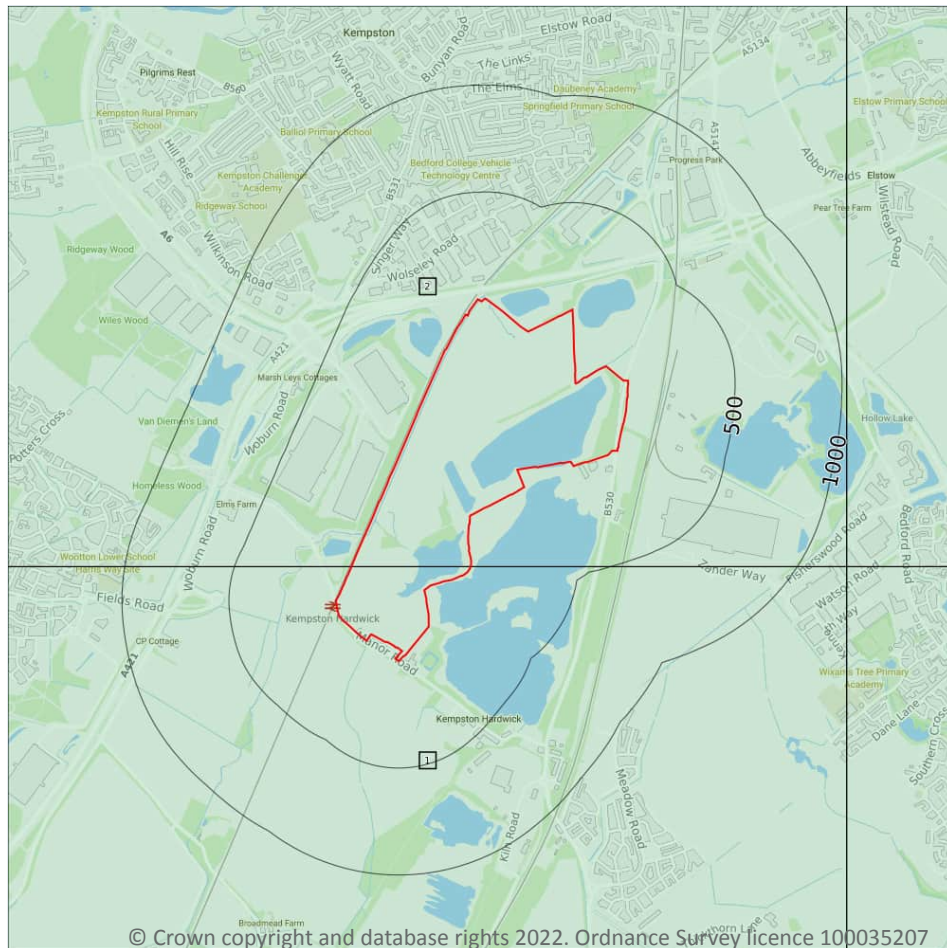 Kempston
Elstow Road
Bunyan Road
A5134
The Links
Pilgrims Rest
Wyatt Road
B560
The Elms
Daubeney Academy
Springfield Primary School
Elstow Primary School
Kempston Rural Primary
School
Balliol Primary School
A5141
Hill Rise
Bedford College Vehicle
Technology Centre
Progress Park
Abbeyfields
Kempston Challenger
Academy
B531
Elstow
Ridgeway School
Wilstead Road
Pear Tree Farm
A6
Singer Way
Ridgeway Wood
Wilkinson Road
Wolseley Road
2
Wiles Wood
A421
Marsh Leys Cottages
Van Diemen's Land
Woburn Road
500
Hollow Lake
Potters Cross
1000
Homeless Wood
Elms Farm
B530
Bedford Road
Woburn Road
Fisherswood Road
Wootton Lower School
Harris Way Site
Zander Way
Watson Road
Fields Road
Kempston Hardwick
CP Cottage
Manor Road
A421
Wixams Tree Primary
Academy
Dane Lane
Kempston Hardwick
Southern Cross
1
Meadow Road
Kiln Road
Broadmead Farm
© Crown copyright and database rights 2022. Ordnance Survey licence 100035207